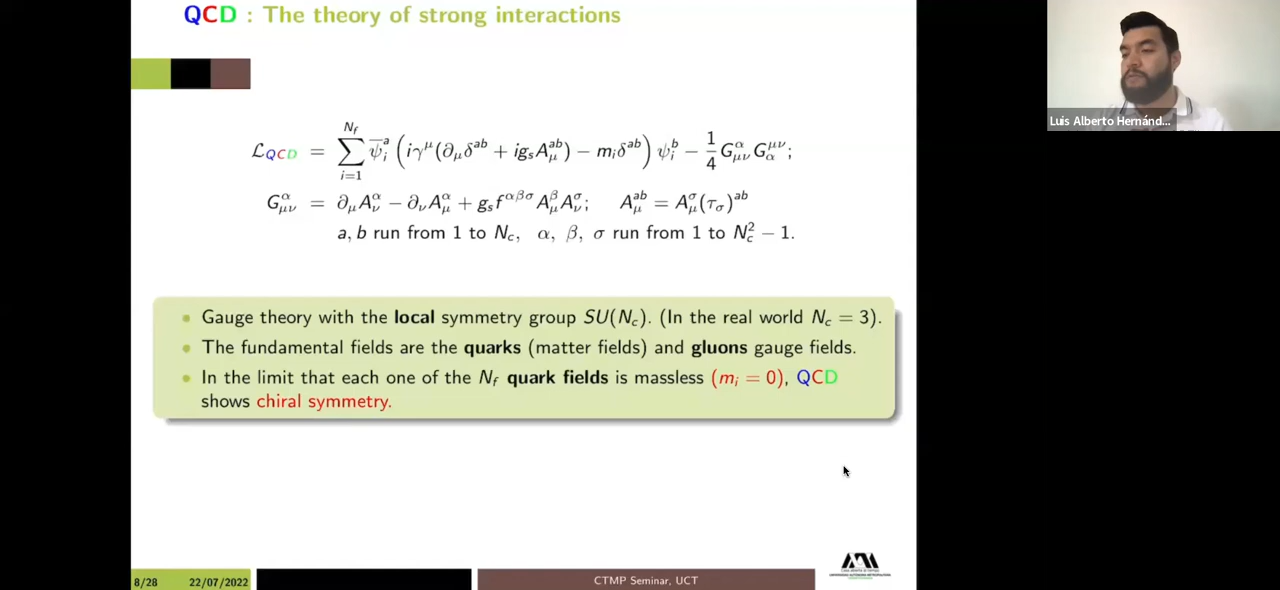 QCD : The theory of strong interactions
Luis Alberto Hernánd...
ℒ_QCD = ∑_{i=1}^{N_f} ψ̄_i^a (iγ^μ(∂_μ δ^{ab} + ig_s A_μ^{ab}) − m_i δ^{ab}) ψ_i^b − 1/4 G_{μν}^α G_α^{μν};
G_{μν}^α = ∂_μ A_ν^α − ∂_ν A_μ^α + g_s f^{αβσ} A_μ^β A_ν^σ; A_μ^{ab} = A_μ^σ (τ_σ)^{ab}
a, b run from 1 to N_c, α, β, σ run from 1 to N_c^2 − 1.
• Gauge theory with the local symmetry group SU(N_c). (In the real world N_c = 3).
• The fundamental fields are the quarks (matter fields) and gluons gauge fields.
• In the limit that each one of the N_f quark fields is massless (m_i = 0), QCD
shows chiral symmetry.
8/28 22/07/2022
CTMP Seminar, UCT